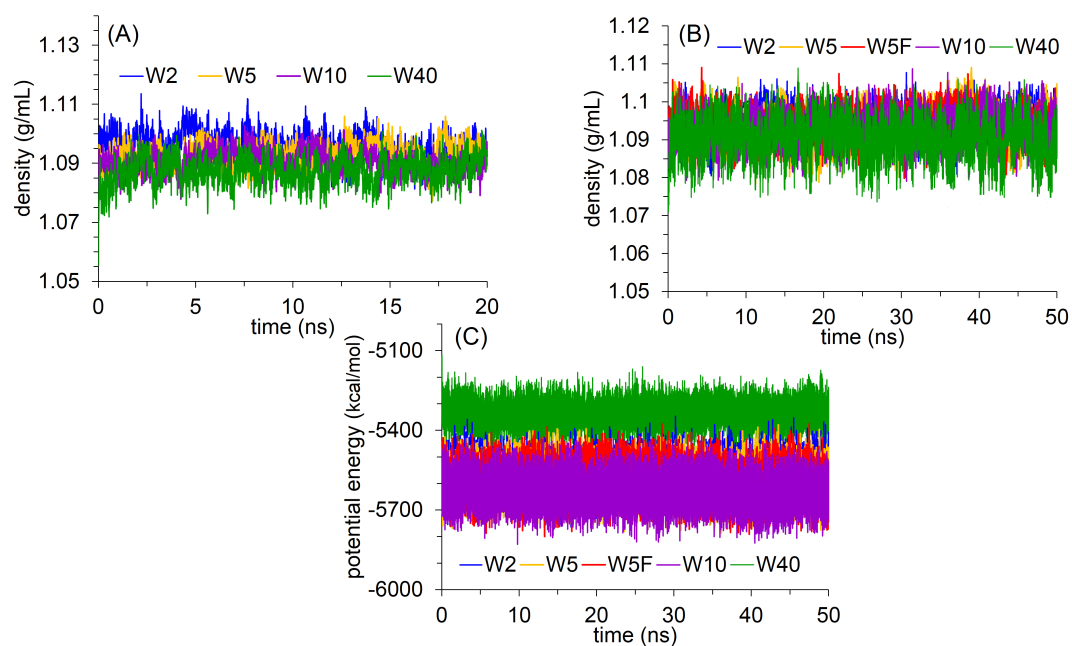 (A)
W2 W5 W10 W40
density (g/mL)
1.13
1.11
1.09
1.07
1.05
0 5 10 15 20
time (ns)
(B)
W2 W5 W5F W10 W40
density (g/mL)
1.12
1.11
1.1
1.09
1.08
1.07
1.06
1.05
0 10 20 30 40 50
time (ns)
(C)
potential energy (kcal/mol)
-5100
-5400
-5700
-6000
W2 W5 W5F W10 W40
0 10 20 30 40 50
time (ns)